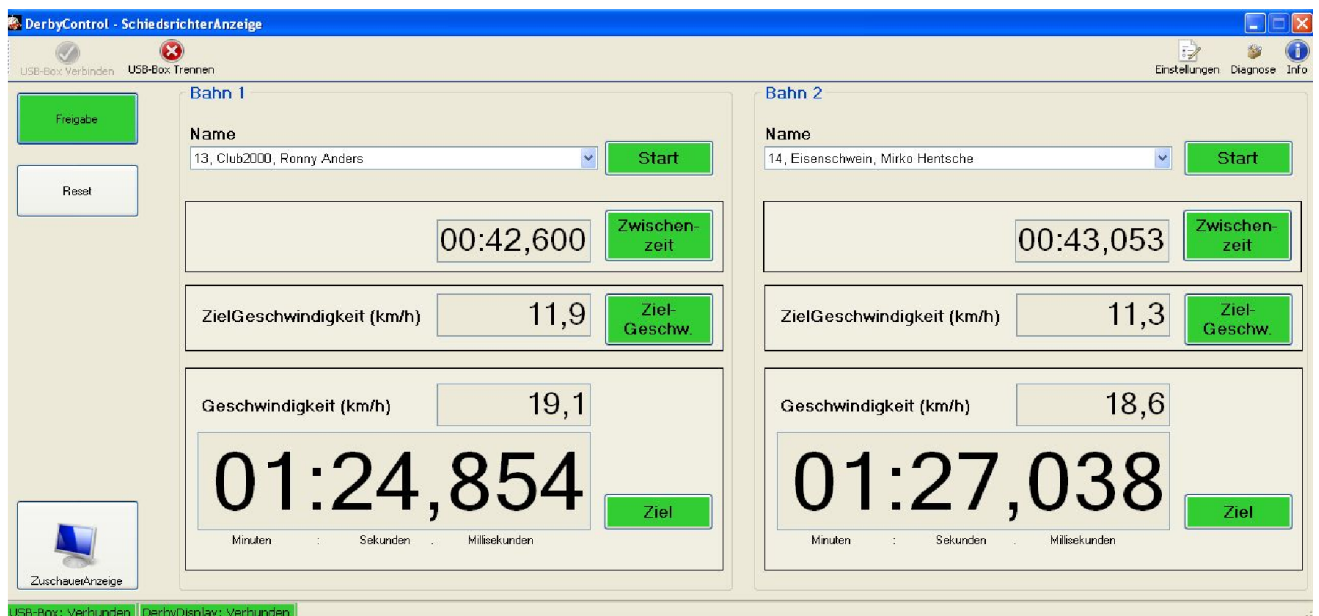 DerbyControl - SchiedsrichterAnzeige
USB-Box Verbinden USB-Box Trennen Einstellungen Diagnose Info
Freigabe
Reset
Bahn 1
Name
13, Club2000, Ronny Anders Start
00:42,600 Zwischen-
zeit
ZielGeschwindigkeit (km/h) 11,9 Ziel-
Geschw.
Geschwindigkeit (km/h) 19,1
01:24,854 Ziel
Minuten : Sekunden . Millisekunden
Bahn 2
Name
14, Eisenschwein, Mirko Hentsche Start
00:43,053 Zwischen-
zeit
ZielGeschwindigkeit (km/h) 11,3 Ziel-
Geschw.
Geschwindigkeit (km/h) 18,6
01:27,038 Ziel
Minuten : Sekunden . Millisekunden
ZuschauerAnzeige
USB-Box: Verbunden DerbyDisplay: Verbunden